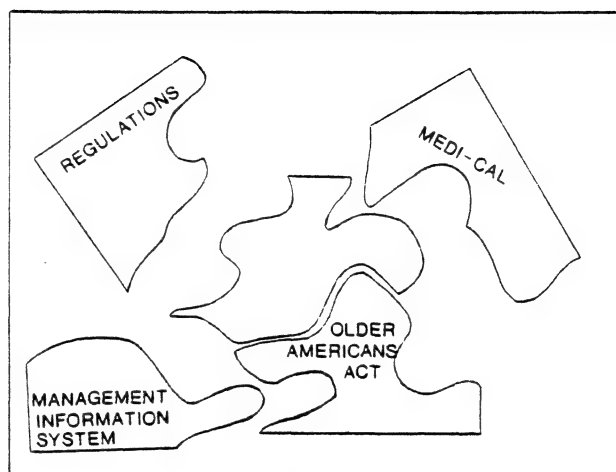 REGULATIONS
MEDI-CAL
OLDER
AMERICANS
ACT
MANAGEMENT
INFORMATION
SYSTEM